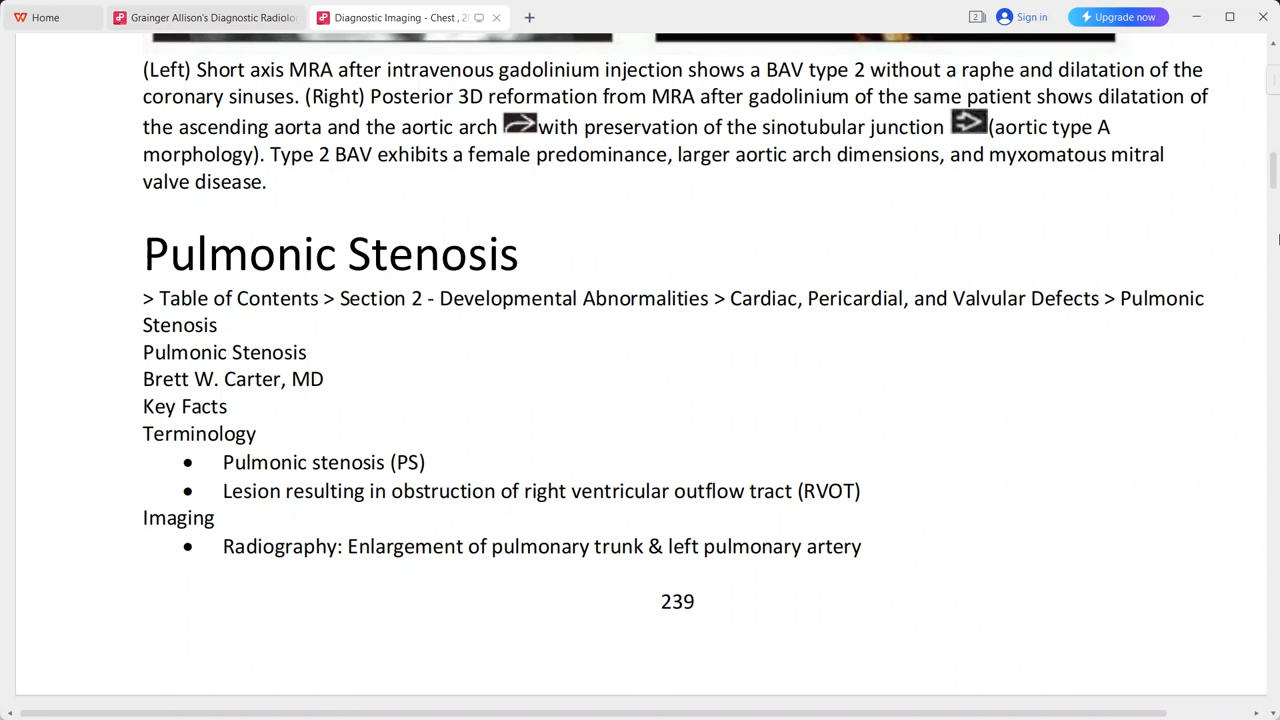 Home
Grainger Allison's Diagnostic Radiolo
Diagnostic Imaging - Chest , 2
2
Sign in
Upgrade now
(Left) Short axis MRA after intravenous gadolinium injection shows a BAV type 2 without a raphe and dilatation of the
coronary sinuses. (Right) Posterior 3D reformation from MRA after gadolinium of the same patient shows dilatation of
the ascending aorta and the aortic arch with preservation of the sinotubular junction (aortic type A
morphology). Type 2 BAV exhibits a female predominance, larger aortic arch dimensions, and myxomatous mitral
valve disease.
Pulmonic Stenosis
> Table of Contents > Section 2 - Developmental Abnormalities > Cardiac, Pericardial, and Valvular Defects > Pulmonic
Stenosis
Pulmonic Stenosis
Brett W. Carter, MD
Key Facts
Terminology
• Pulmonic stenosis (PS)
• Lesion resulting in obstruction of right ventricular outflow tract (RVOT)
Imaging
• Radiography: Enlargement of pulmonary trunk & left pulmonary artery
239